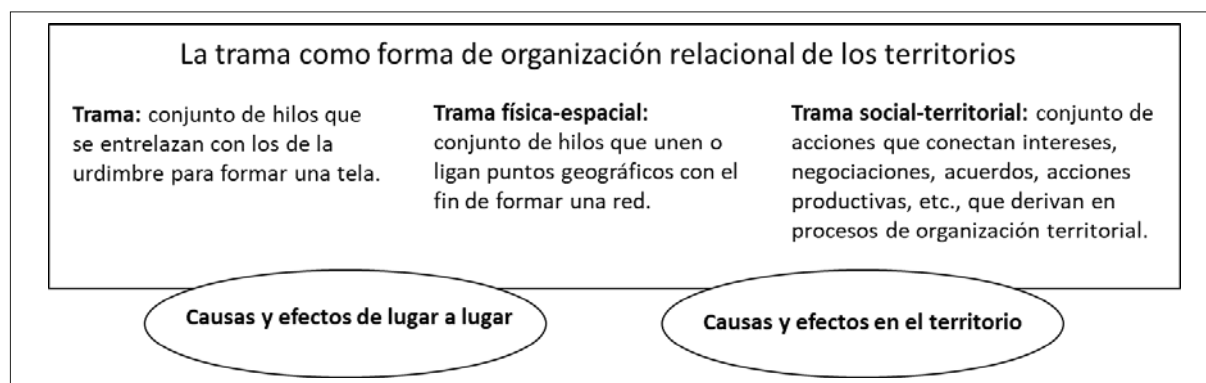 La trama como forma de organización relacional de los territorios
Trama: conjunto de hilos que
se entrelazan con los de la
urdimbre para formar una tela.
Trama física-espacial:
conjunto de hilos que unen o
ligan puntos geográficos con el
fin de formar una red.
Trama social-territorial: conjunto de
acciones que conectan intereses,
negociaciones, acuerdos, acciones
productivas, etc., que derivan en
procesos de organización territorial.
Causas y efectos de lugar a lugar
Causas y efectos en el territorio